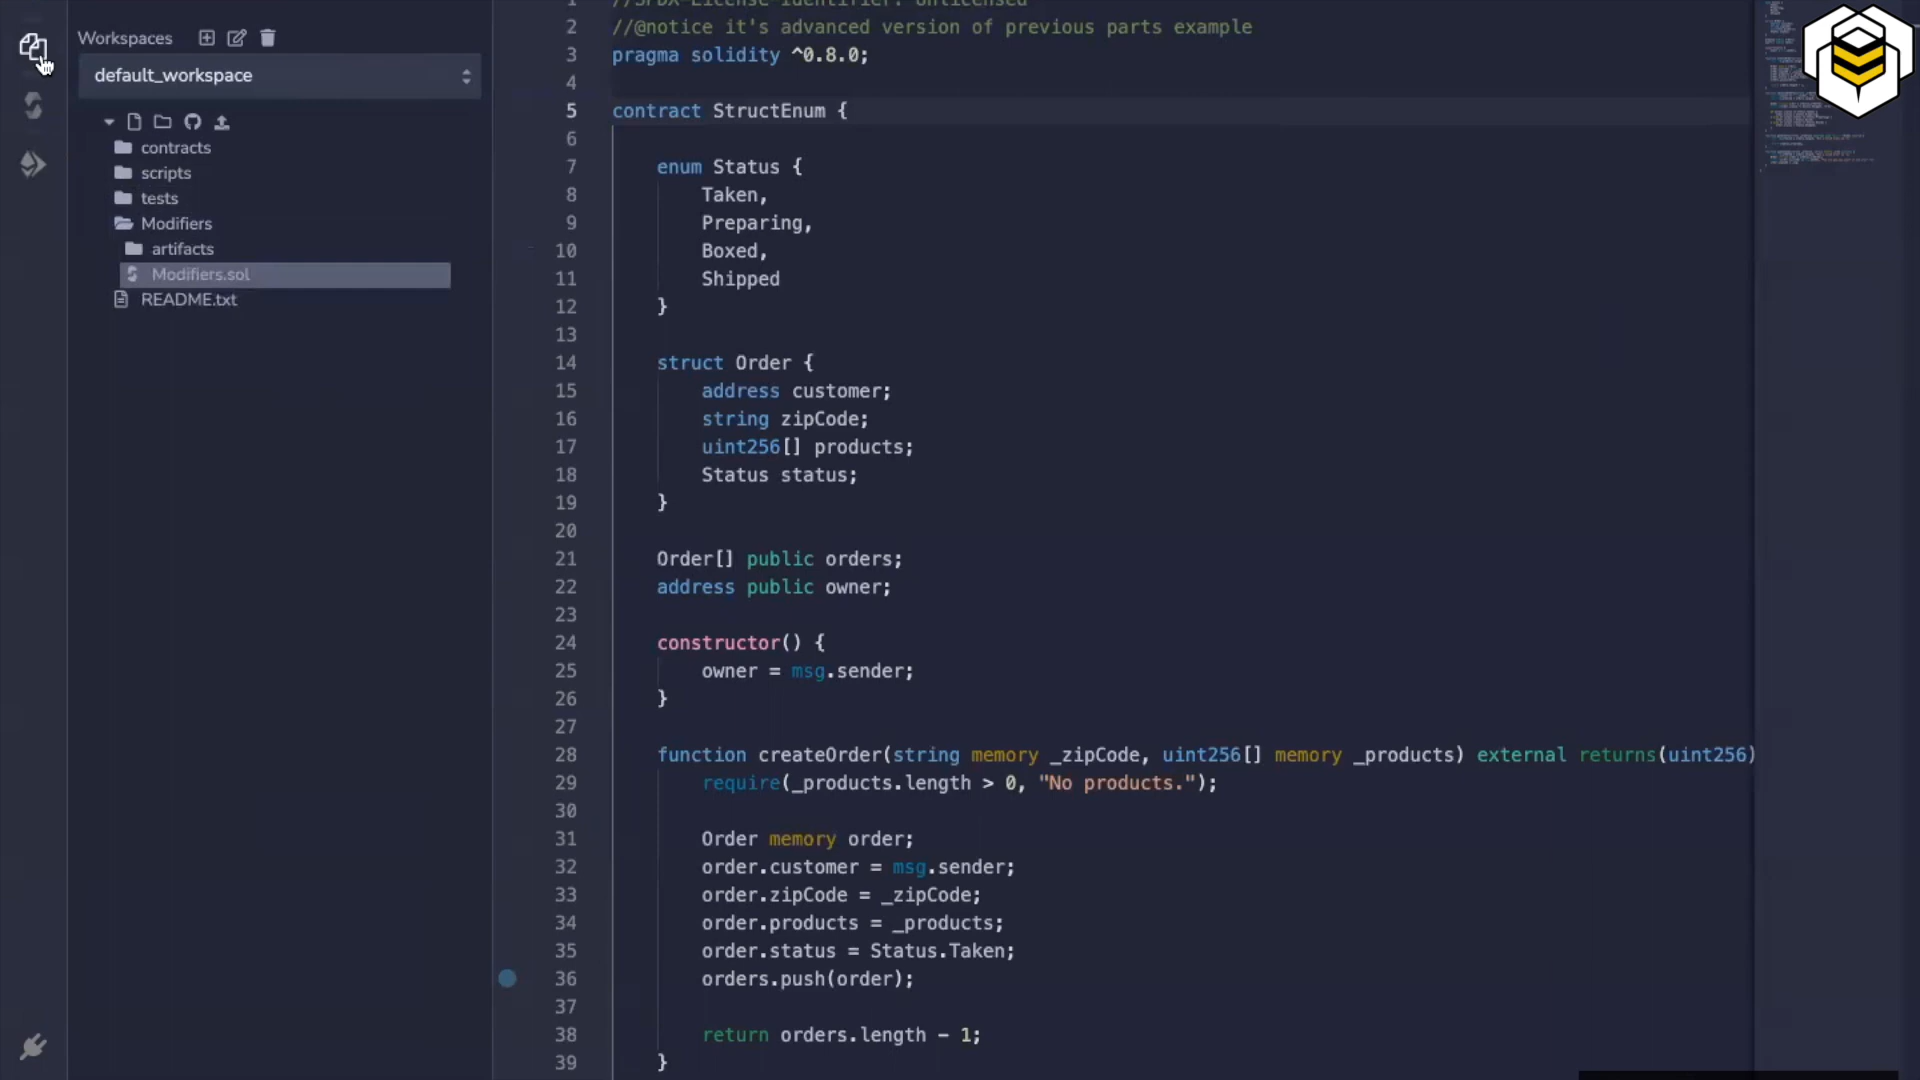 Workspaces
default_workspace
contracts
scripts
tests
Modifiers
artifacts
Modifiers.sol
README.txt
1 //SPDX-License-Identifier: Unlicensed
2 //@notice it's advanced version of previous parts example
3 pragma solidity ^0.8.0;
4
5 contract StructEnum {
6
7 enum Status {
8 Taken,
9 Preparing,
10 Boxed,
11 Shipped
12 }
13
14 struct Order {
15 address customer;
16 string zipCode;
17 uint256[] products;
18 Status status;
19 }
20
21 Order[] public orders;
22 address public owner;
23
24 constructor() {
25 owner = msg.sender;
26 }
27
28 function createOrder(string memory _zipCode, uint256[] memory _products) external returns(uint256)
29 require(_products.length > 0, "No products.");
30
31 Order memory order;
32 order.customer = msg.sender;
33 order.zipCode = _zipCode;
34 order.products = _products;
35 order.status = Status.Taken;
36 orders.push(order);
37
38 return orders.length - 1;
39 }